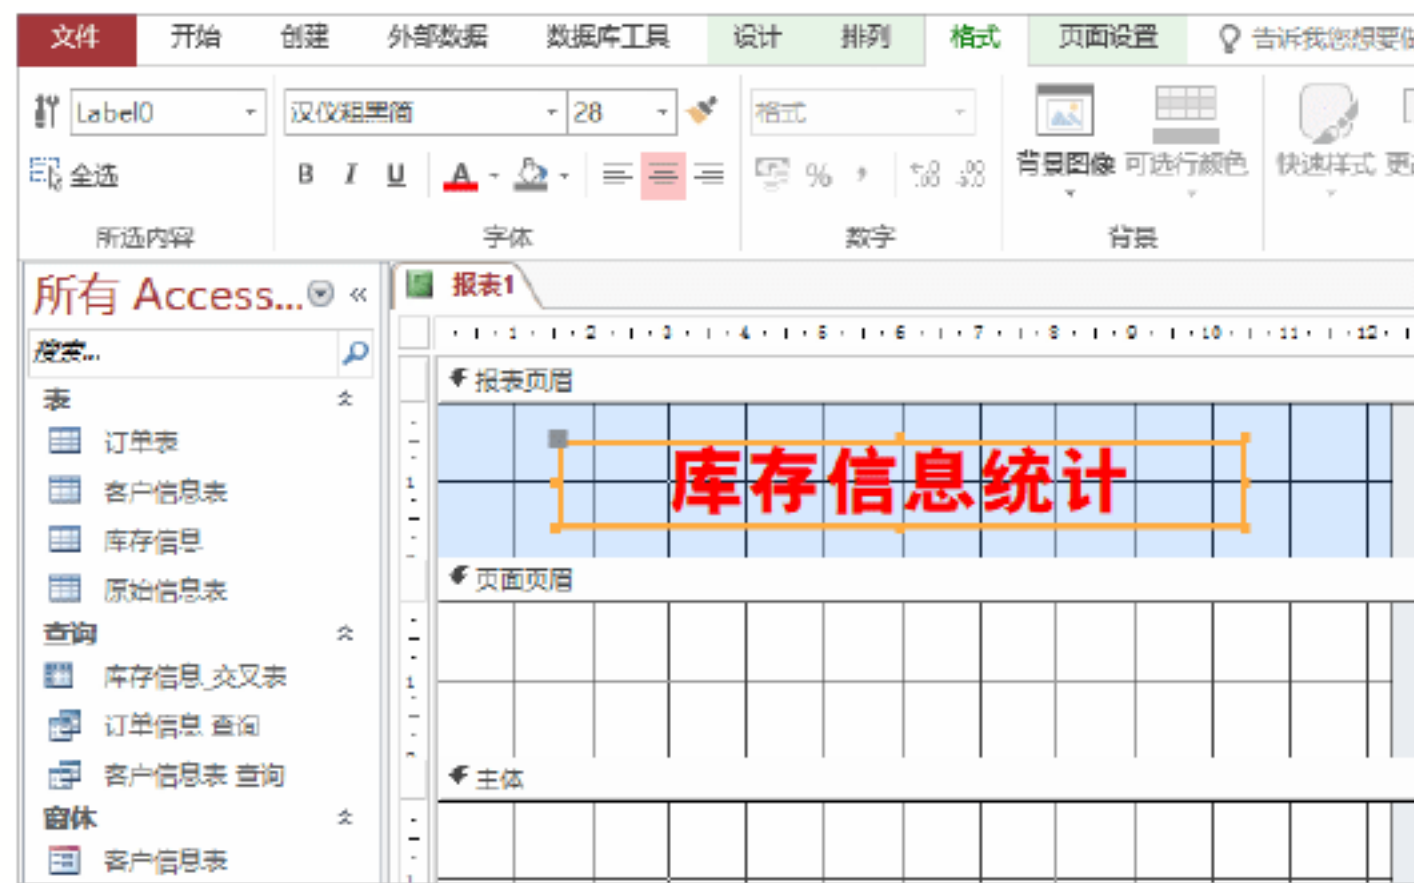 文件 开始 创建 外部数据 数据库工具 设计 排列 格式 页面设置 告诉我您想要做
Label0 汉仪粗黑简 28 格式
全选 B I U A % , 背景图像 可选行颜色 快速样式 更改
所选内容 字体 数字 背景
所有 Access... « 报表1
搜索... 1 2 3 4 5 6 7 8 9 10 11 12
报表页眉
表
订单表
客户信息表
库存信息
原始信息表
库存信息统计
页面页眉
查询
库存信息_交叉表
订单信息 查询
客户信息表 查询
主体
窗体
客户信息表